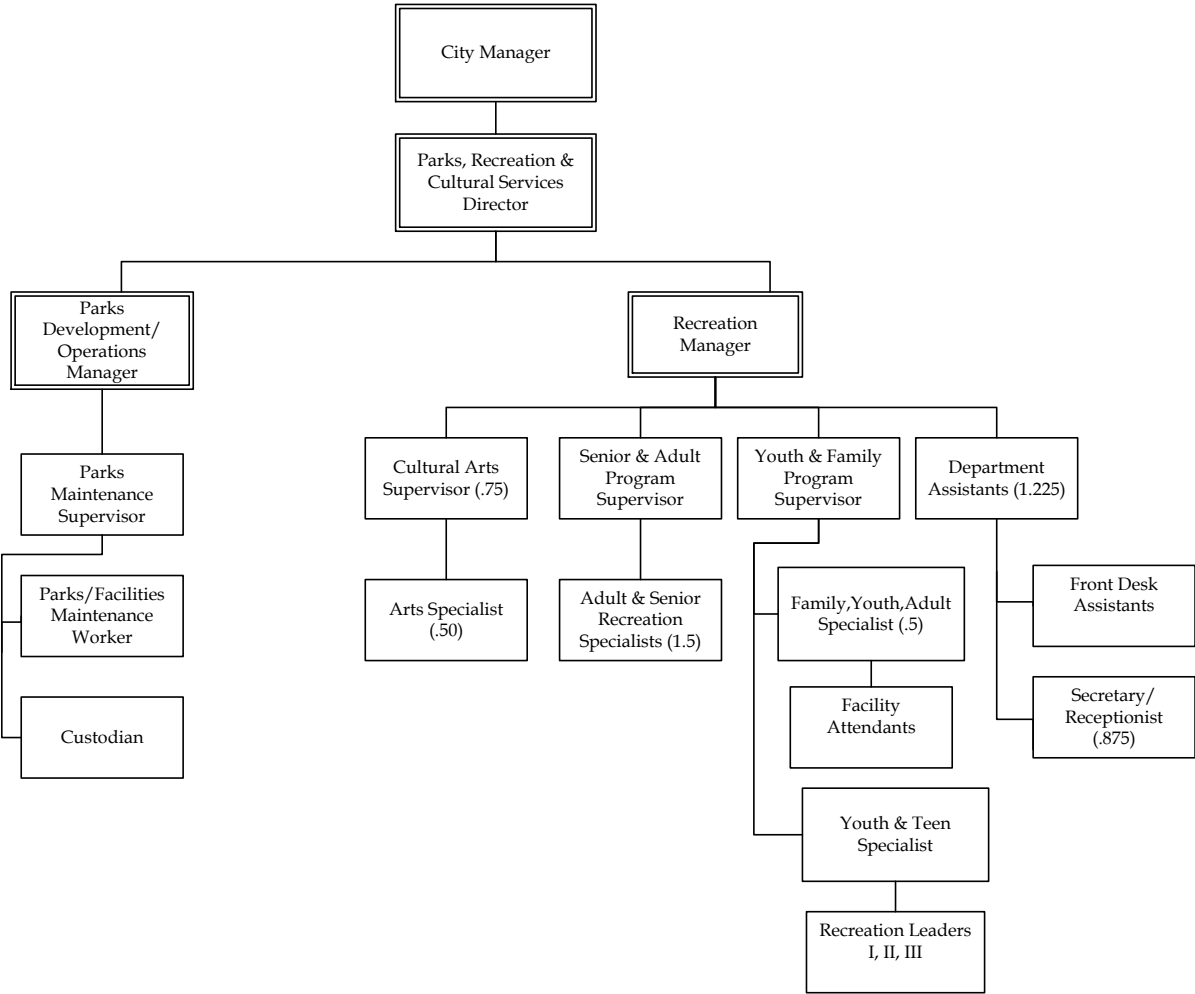 City Manager
Parks, Recreation &
Cultural Services
Director
Parks
Development/
Operations
Manager
Recreation
Manager
Parks
Maintenance
Supervisor
Cultural Arts
Supervisor (.75)
Senior & Adult
Program
Supervisor
Youth & Family
Program
Supervisor
Department
Assistants (1.225)
Parks/Facilities
Maintenance
Worker
Arts Specialist
(.50)
Adult & Senior
Recreation
Specialists (1.5)
Family,Youth,Adult
Specialist (.5)
Front Desk
Assistants
Custodian
Facility
Attendants
Secretary/
Receptionist
(.875)
Youth & Teen
Specialist
Recreation Leaders
I, II, III